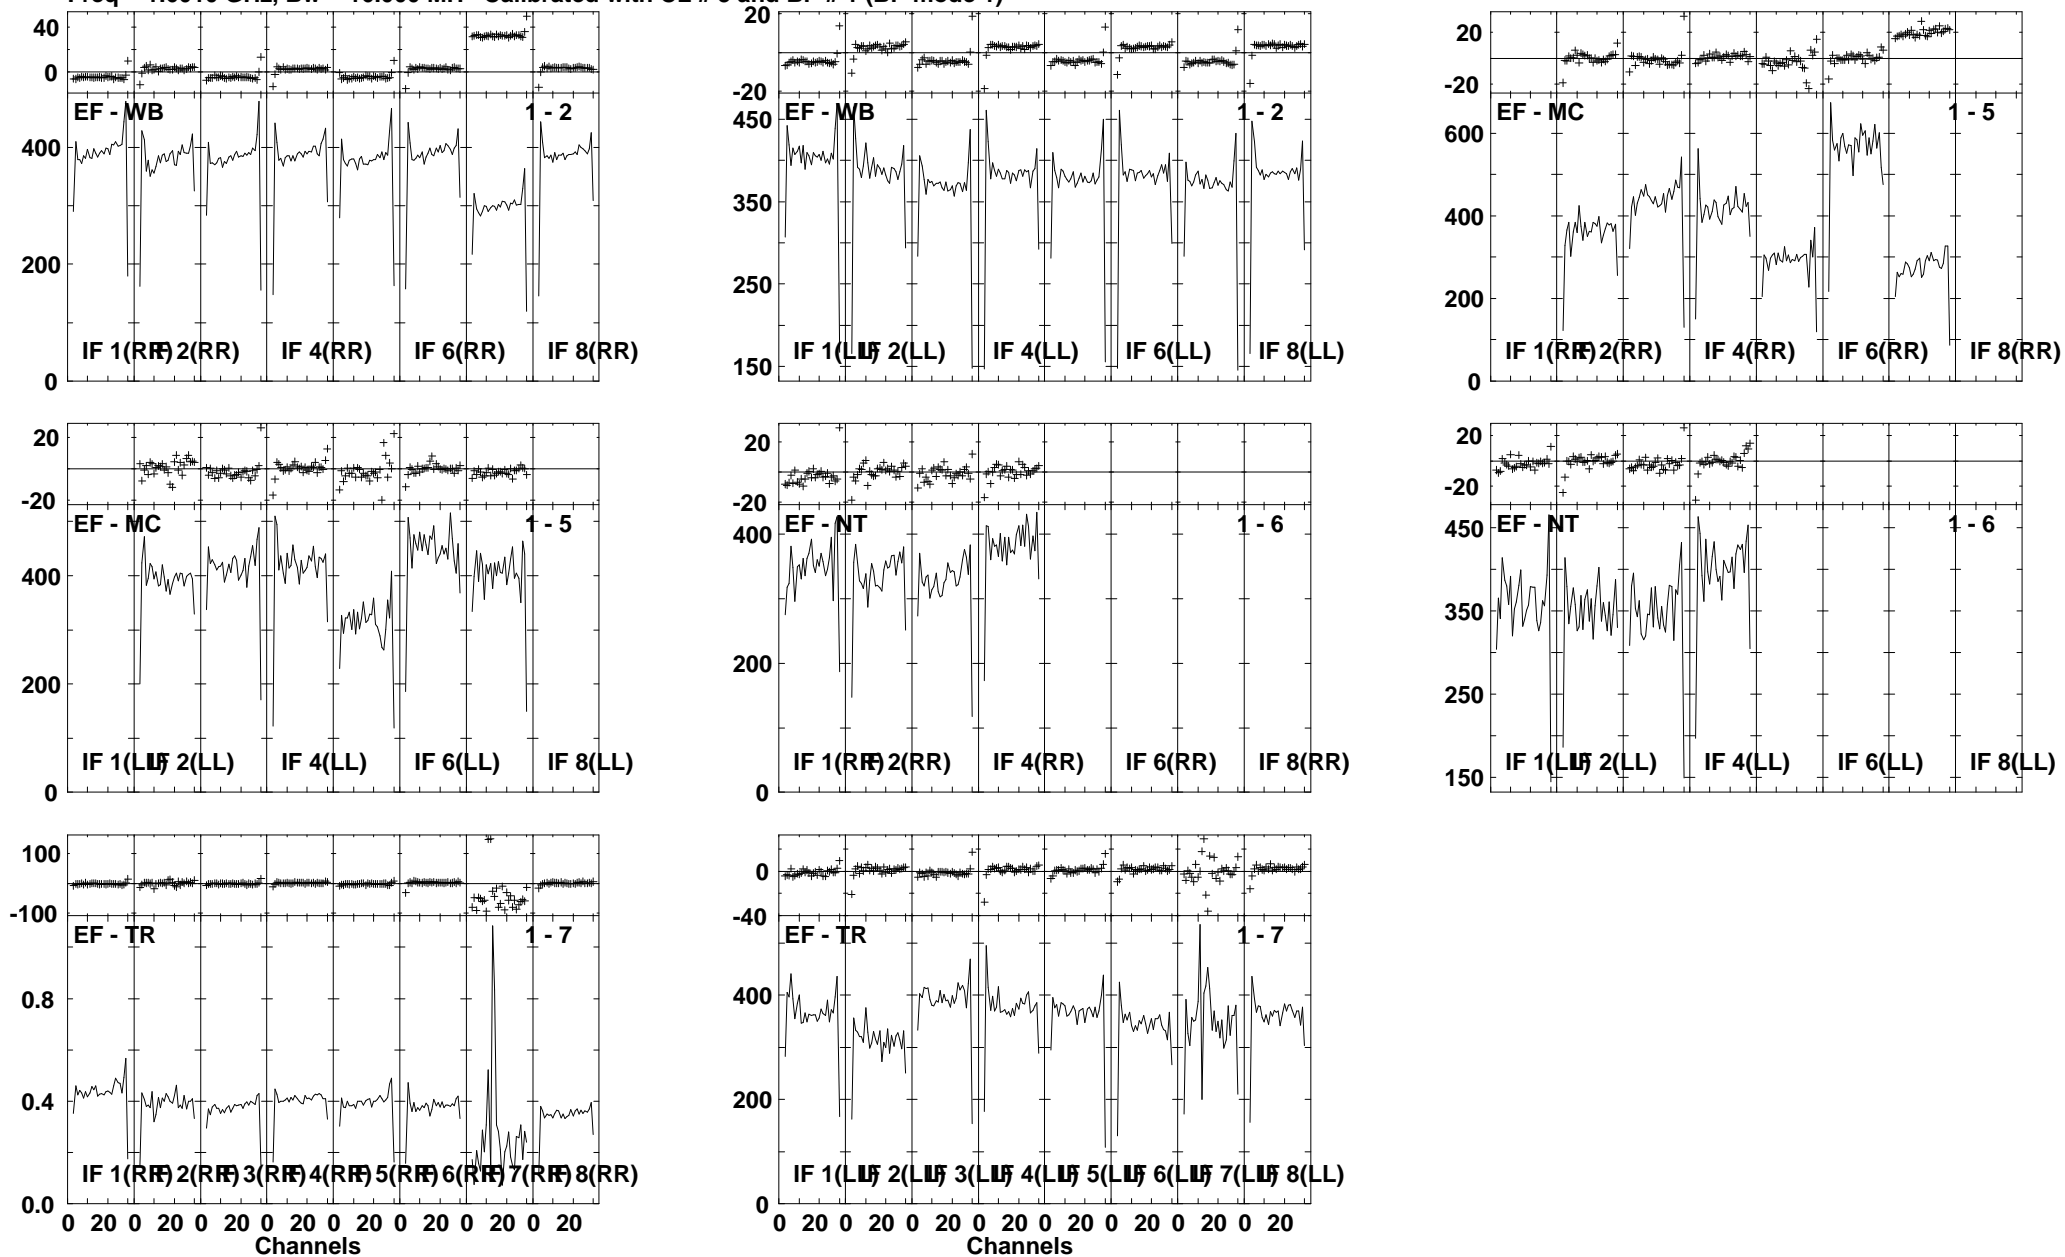 40 0
EF - WB 1 - 2
400 200 0
IF 1(RR) IF 2(RR) IF 4(RR) IF 6(RR) IF 8(RR)
20 0 -20
EF - WB 1 - 2
450 350 250 150
IF 1(LL) IF 2(LL) IF 4(LL) IF 6(LL) IF 8(LL)
20 0 -20
EF - MC 1 - 5
600 400 200 0
IF 1(RR) IF 2(RR) IF 4(RR) IF 6(RR) IF 8(RR)
20 0 -20
EF - MC 1 - 5
400 200 0
IF 1(LL) IF 2(LL) IF 4(LL) IF 6(LL) IF 8(LL)
20 0 -20
EF - NT 1 - 6
400 200 0
IF 1(RR) IF 2(RR) IF 4(RR) IF 6(RR) IF 8(RR)
20 0 -20
EF - NT 1 - 6
450 350 250 150
IF 1(LL) IF 2(LL) IF 4(LL) IF 6(LL) IF 8(LL)
100 0 -100
EF - TR 1 - 7
0.8 0.4 0.0
IF 1(RR) IF 2(RR) IF 3(RR) IF 4(RR) IF 5(RR) IF 6(RR) IF 7(RR) IF 8(RR)
0 20 0 20 0 20 0 20 0 20 0 20 0 20 0 20
Channels
0 -40
EF - TR 1 - 7
400 200 0
IF 1(LL) IF 2(LL) IF 3(LL) IF 4(LL) IF 5(LL) IF 6(LL) IF 7(LL) IF 8(LL)
0 20 0 20 0 20 0 20 0 20 0 20 0 20 0 20
Channels